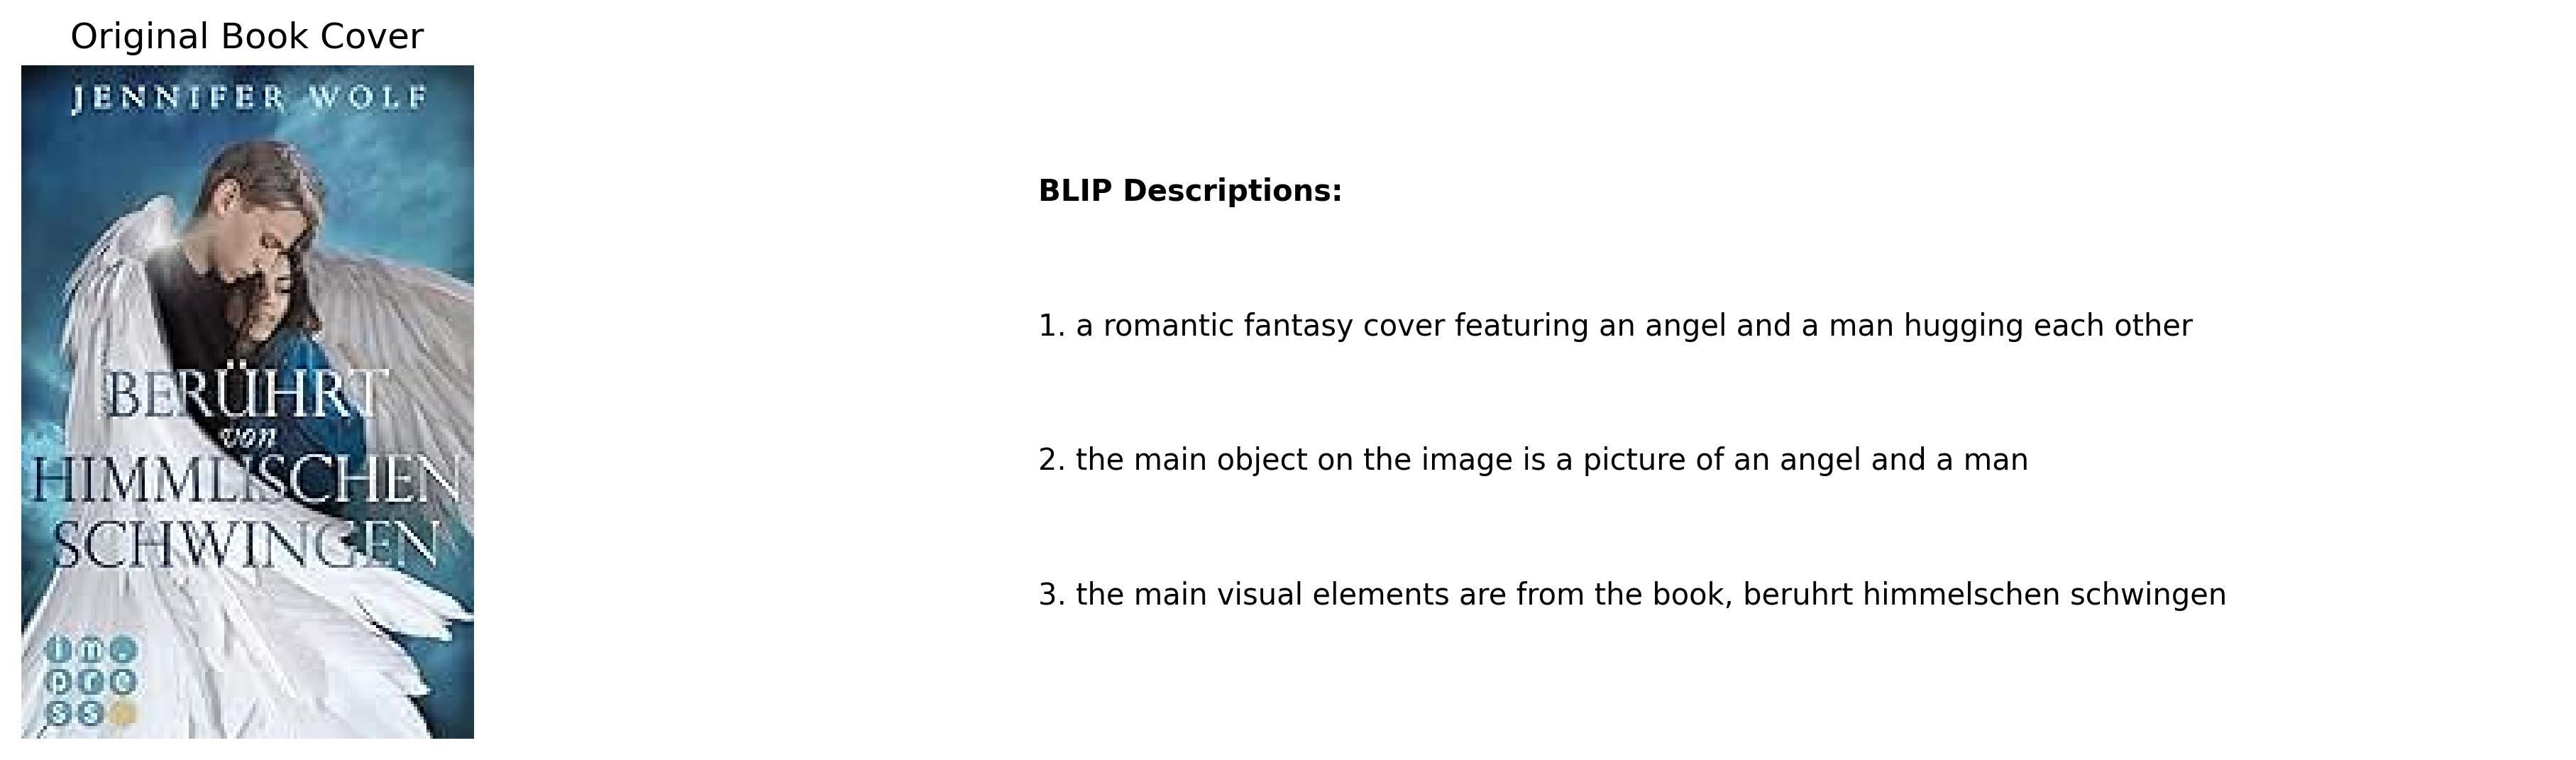 Original Book Cover
JENNIFER WOLF
BERÜHRT
von
HIMMLISCHEN
SCHWINGEN
im.
pre
ss
BLIP Descriptions:
1. a romantic fantasy cover featuring an angel and a man hugging each other
2. the main object on the image is a picture of an angel and a man
3. the main visual elements are from the book, beruhrt himmelschen schwingen